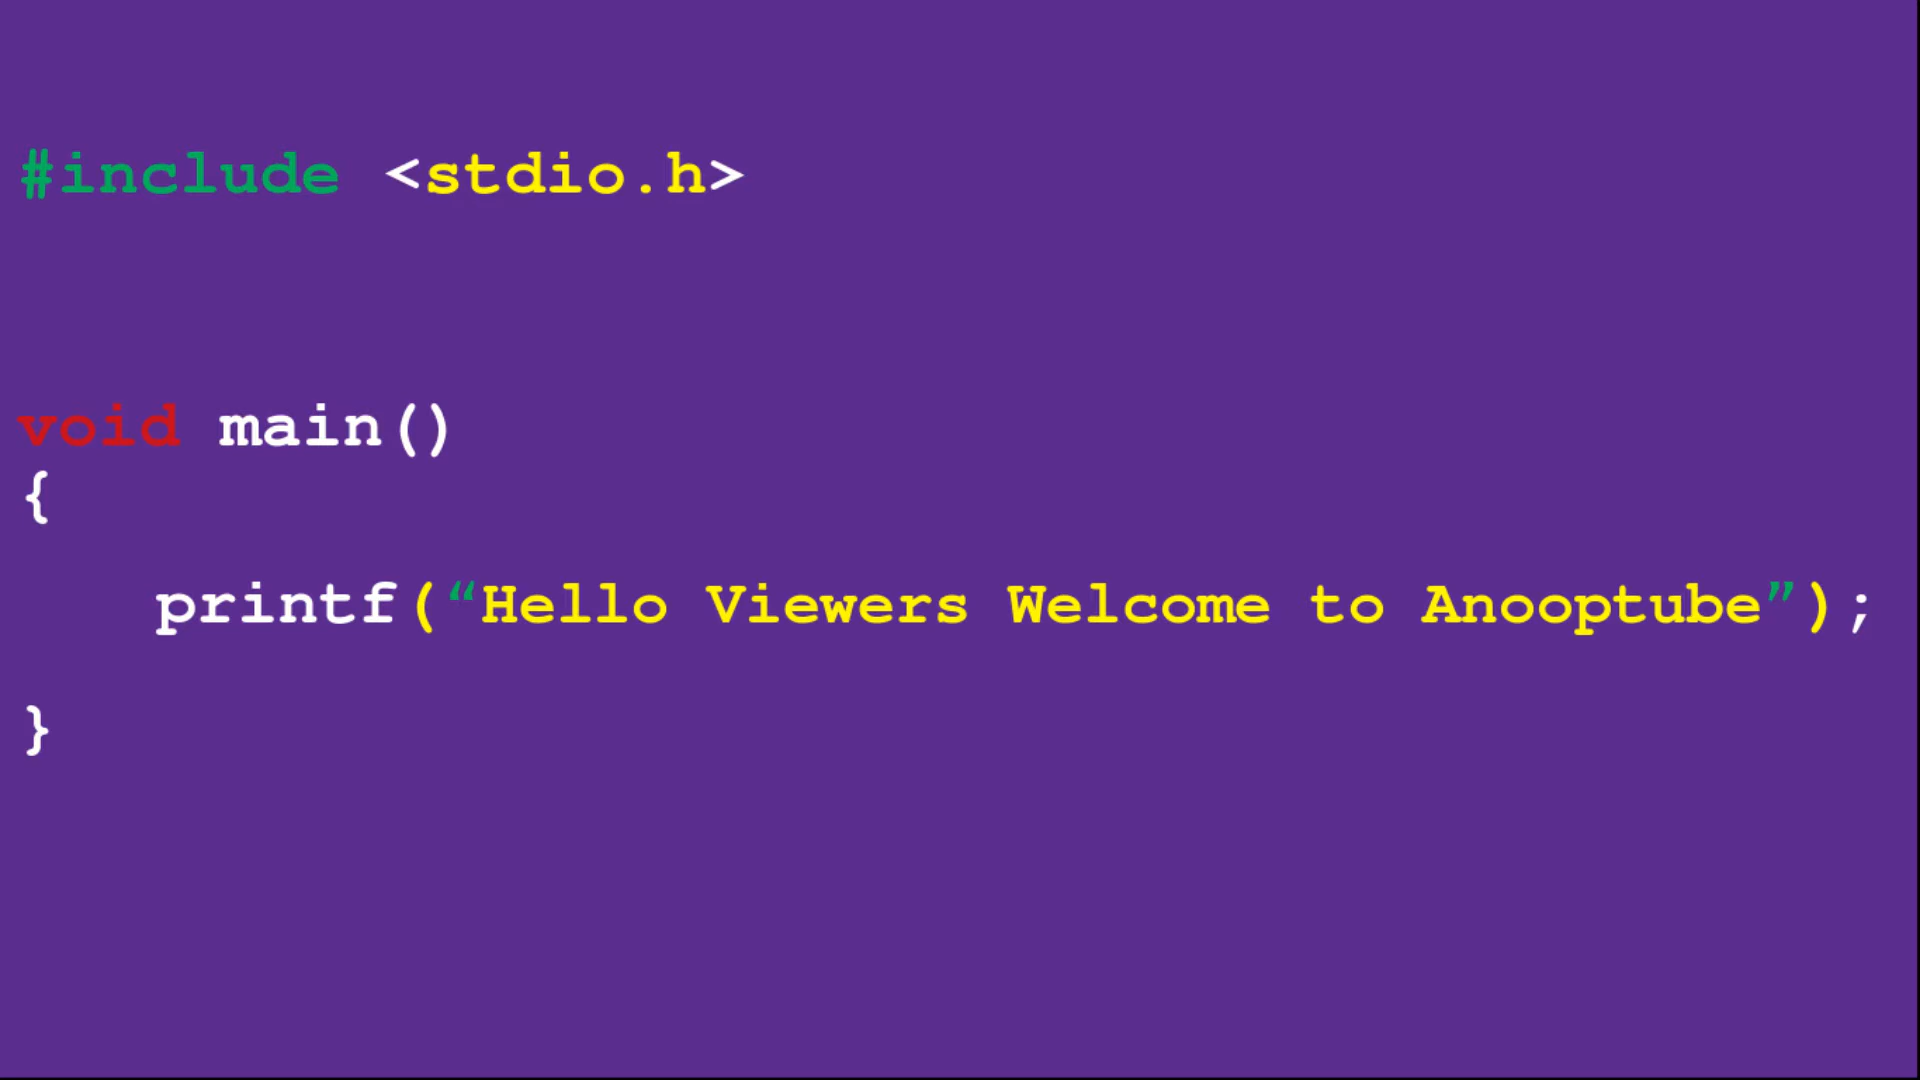 #include <stdio.h>
void main()
{
printf(“Hello Viewers Welcome to Anooptube”);
}